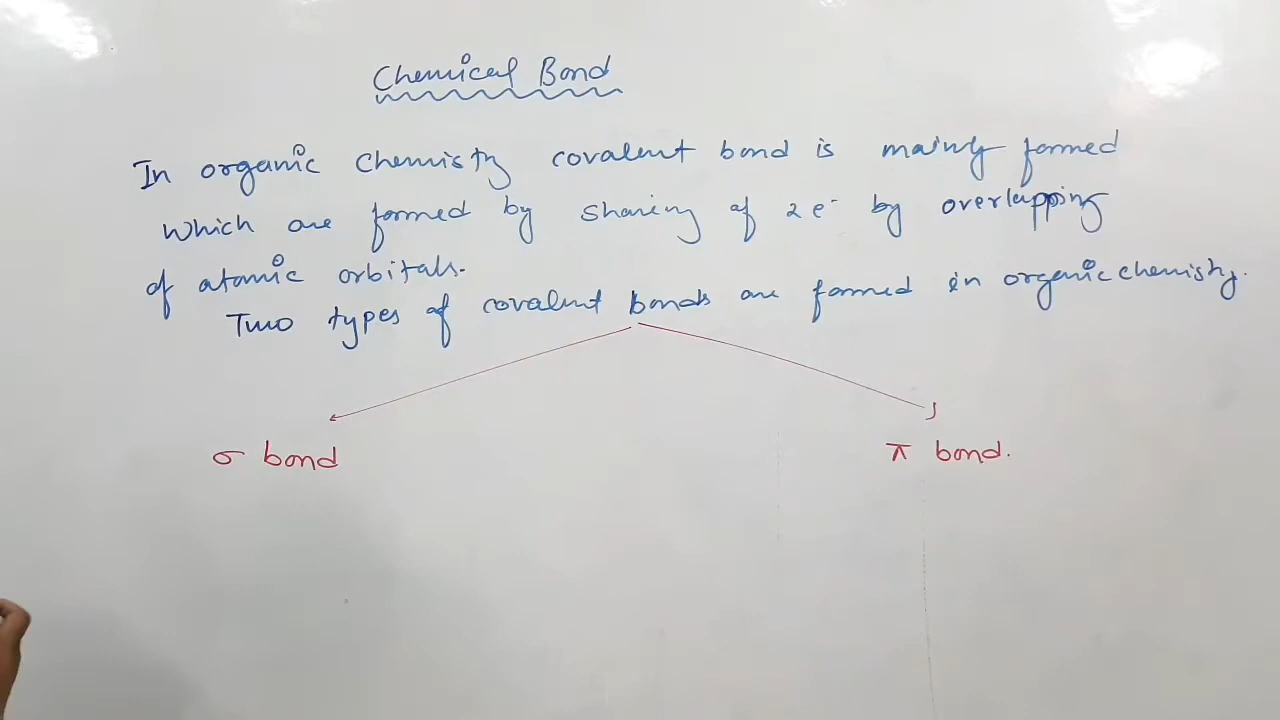 Chemical Bond
In organic chemistry covalent bond is mainly formed
which are formed by sharing of 2e⁻ by overlapping
of atomic orbitals.
Two types of covalent bonds are formed in organic chemistry.
σ bond
π bond.